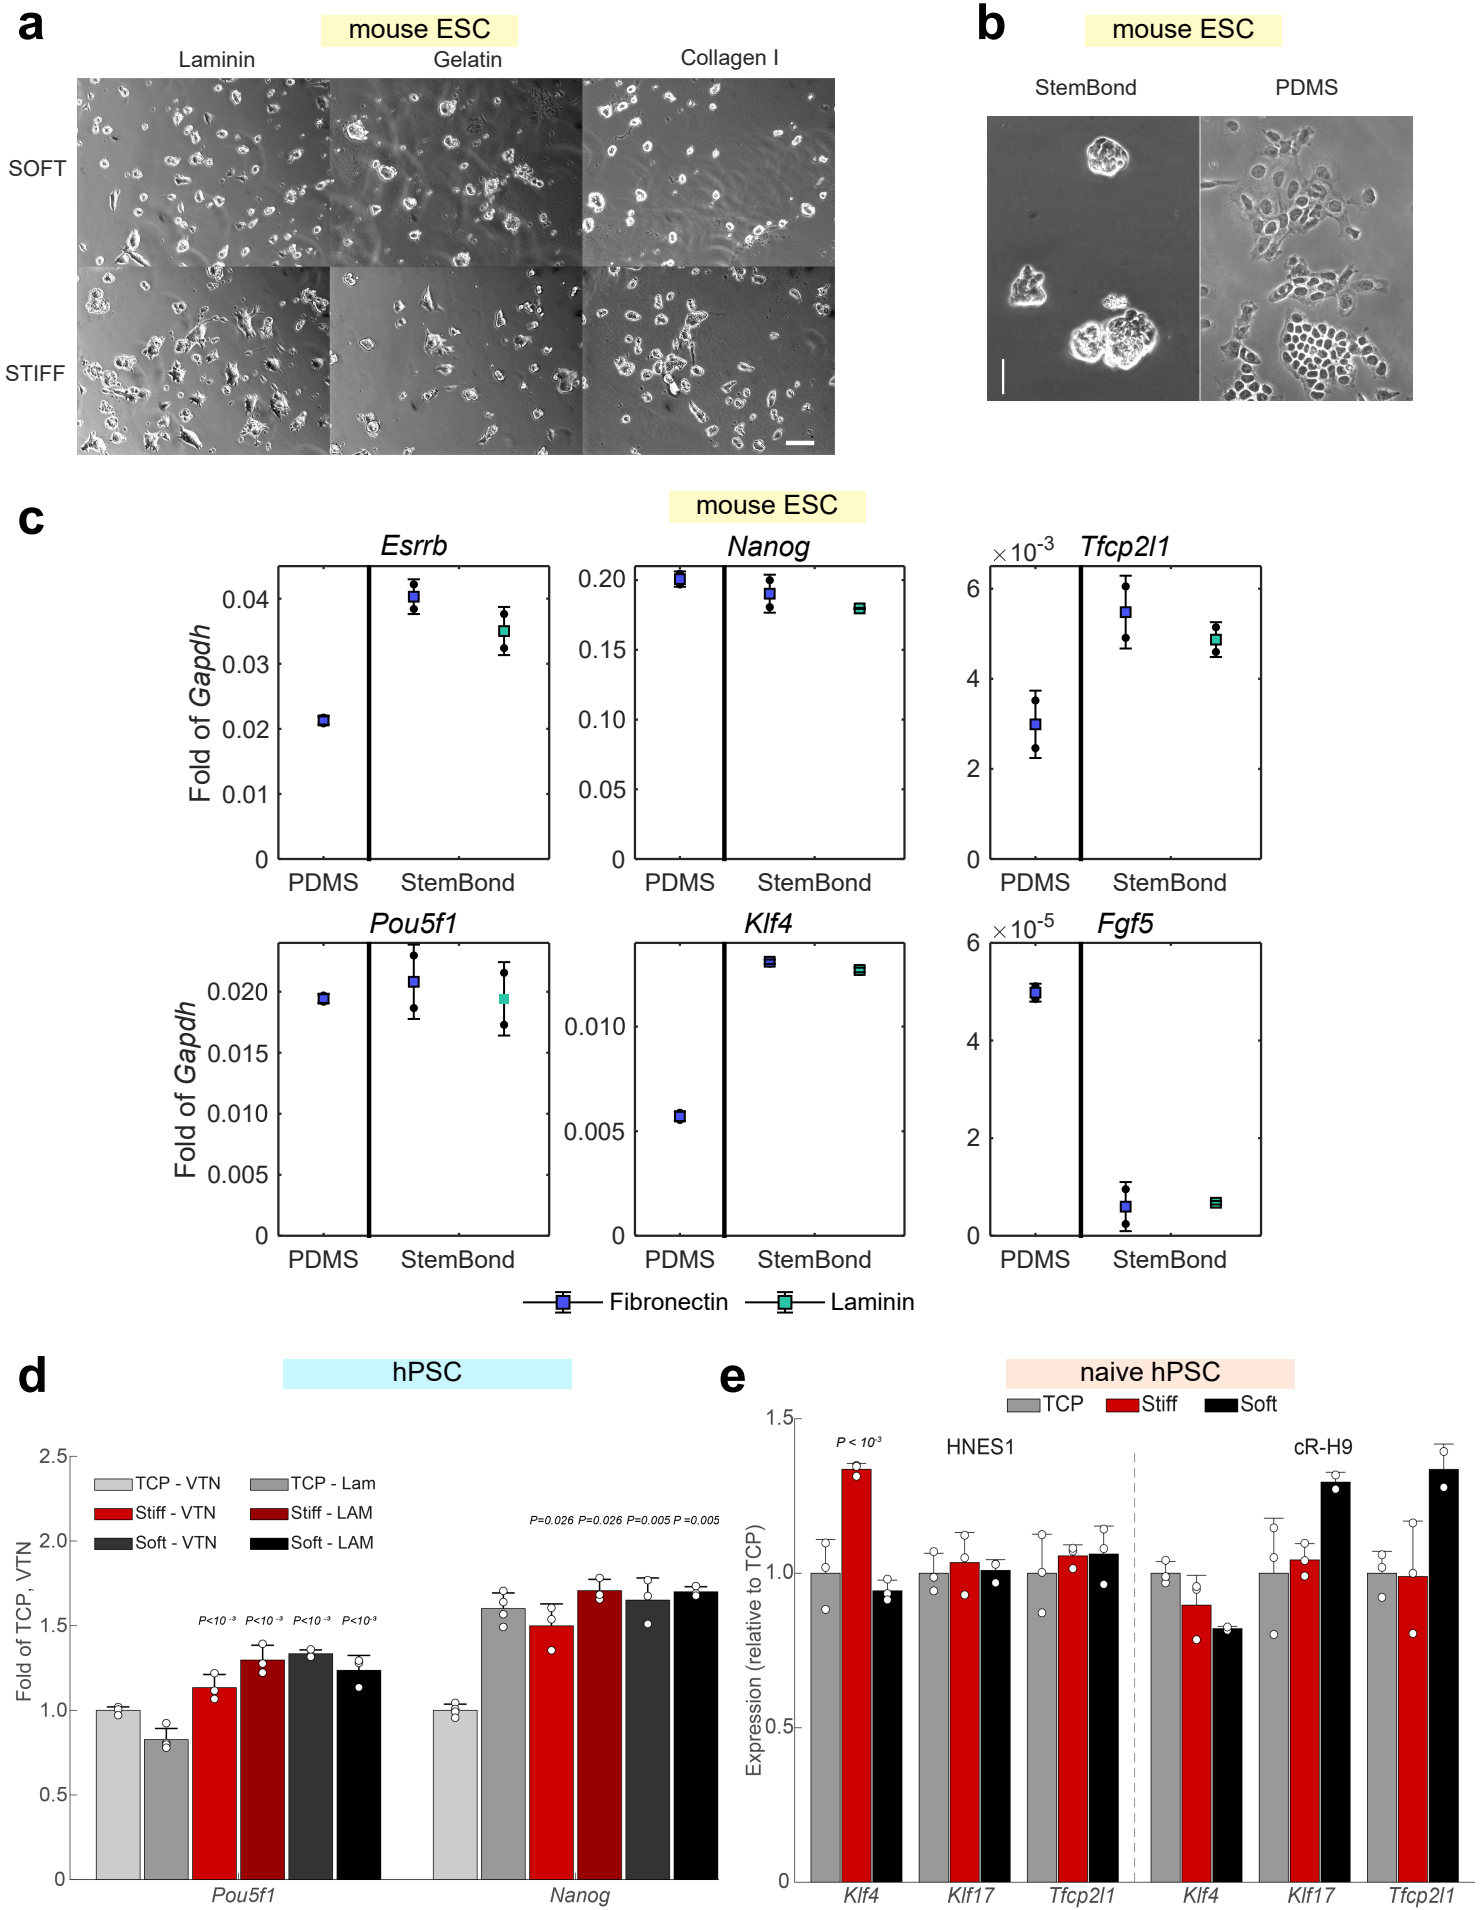 a
mouse ESC
Laminin Gelatin Collagen I
SOFT
STIFF
b
mouse ESC
StemBond PDMS
c
mouse ESC
Esrrb
Fold of Gapdh
0.04
0.03
0.02
0.01
0
PDMS StemBond
Nanog
0.20
0.15
0.10
0.05
0
PDMS StemBond
×10-3 Tfcp2l1
6
4
2
0
PDMS StemBond
Pou5f1
Fold of Gapdh
0.020
0.015
0.010
0.005
0
PDMS StemBond
Klf4
0.010
0.005
0
PDMS StemBond
×10-5 Fgf5
6
4
2
0
PDMS StemBond
Fibronectin Laminin
d
hPSC
Fold of TCP, VTN
2.5
2.0
1.5
1.0
0.5
0
TCP - VTN TCP - Lam
Stiff - VTN Stiff - LAM
Soft - VTN Soft - LAM
P<10 -3 P<10 -3 P<10 -3 P<10-3
P=0.026 P=0.026 P=0.005 P =0.005
Pou5f1 Nanog
e
naive hPSC
TCP Stiff Soft
Expression (relative to TCP)
1.5
1.0
0.5
0
P < 10-3
HNES1 cR-H9
Klf4 Klf17 Tfcp2l1 Klf4 Klf17 Tfcp2l1